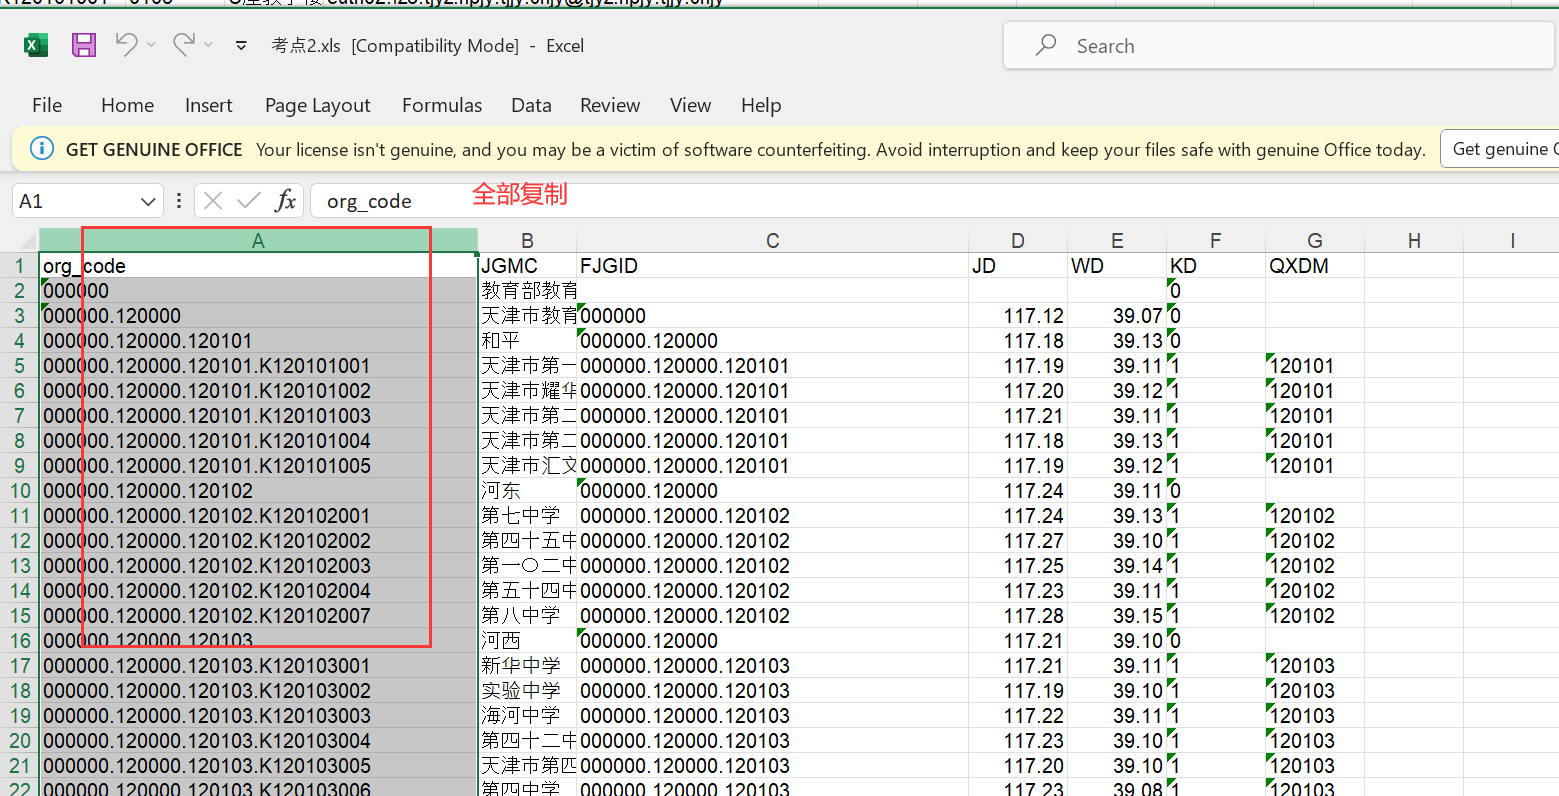 考点2.xls [Compatibility Mode] - Excel
Search
File Home Insert Page Layout Formulas Data Review View Help
GET GENUINE OFFICE Your license isn't genuine, and you may be a victim of software counterfeiting. Avoid interruption and keep your files safe with genuine Office today. Get genuine
A1 fx org_code 全部复制
A B C D E F G H I
1 org_code JGMC FJGID JD WD KD QXDM
2 000000 教育部教育 0
3 000000.120000 天津市教育 000000 117.12 39.07 0
4 000000.120000.120101 和平 000000.120000 117.18 39.13 0
5 000000.120000.120101.K120101001 天津市第一 000000.120000.120101 117.19 39.11 1 120101
6 000000.120000.120101.K120101002 天津市耀华 000000.120000.120101 117.20 39.12 1 120101
7 000000.120000.120101.K120101003 天津市第二 000000.120000.120101 117.21 39.11 1 120101
8 000000.120000.120101.K120101004 天津市第二 000000.120000.120101 117.18 39.13 1 120101
9 000000.120000.120101.K120101005 天津市汇文 000000.120000.120101 117.19 39.12 1 120101
10 000000.120000.120102 河东 000000.120000 117.24 39.11 0
11 000000.120000.120102.K120102001 第七中学 000000.120000.120102 117.24 39.13 1 120102
12 000000.120000.120102.K120102002 第四十五中 000000.120000.120102 117.27 39.10 1 120102
13 000000.120000.120102.K120102003 第一〇二中 000000.120000.120102 117.25 39.14 1 120102
14 000000.120000.120102.K120102004 第五十四中 000000.120000.120102 117.23 39.11 1 120102
15 000000.120000.120102.K120102007 第八中学 000000.120000.120102 117.28 39.15 1 120102
16 000000.120000.120103 河西 000000.120000 117.21 39.10 0
17 000000.120000.120103.K120103001 新华中学 000000.120000.120103 117.21 39.11 1 120103
18 000000.120000.120103.K120103002 实验中学 000000.120000.120103 117.19 39.10 1 120103
19 000000.120000.120103.K120103003 海河中学 000000.120000.120103 117.22 39.11 1 120103
20 000000.120000.120103.K120103004 第四十二中 000000.120000.120103 117.23 39.10 1 120103
21 000000.120000.120103.K120103005 天津市第四 000000.120000.120103 117.20 39.10 1 120103
22 000000.120000.120103.K120103006 第四中学 000000.120000.120103 117.23 39.08 1 120103